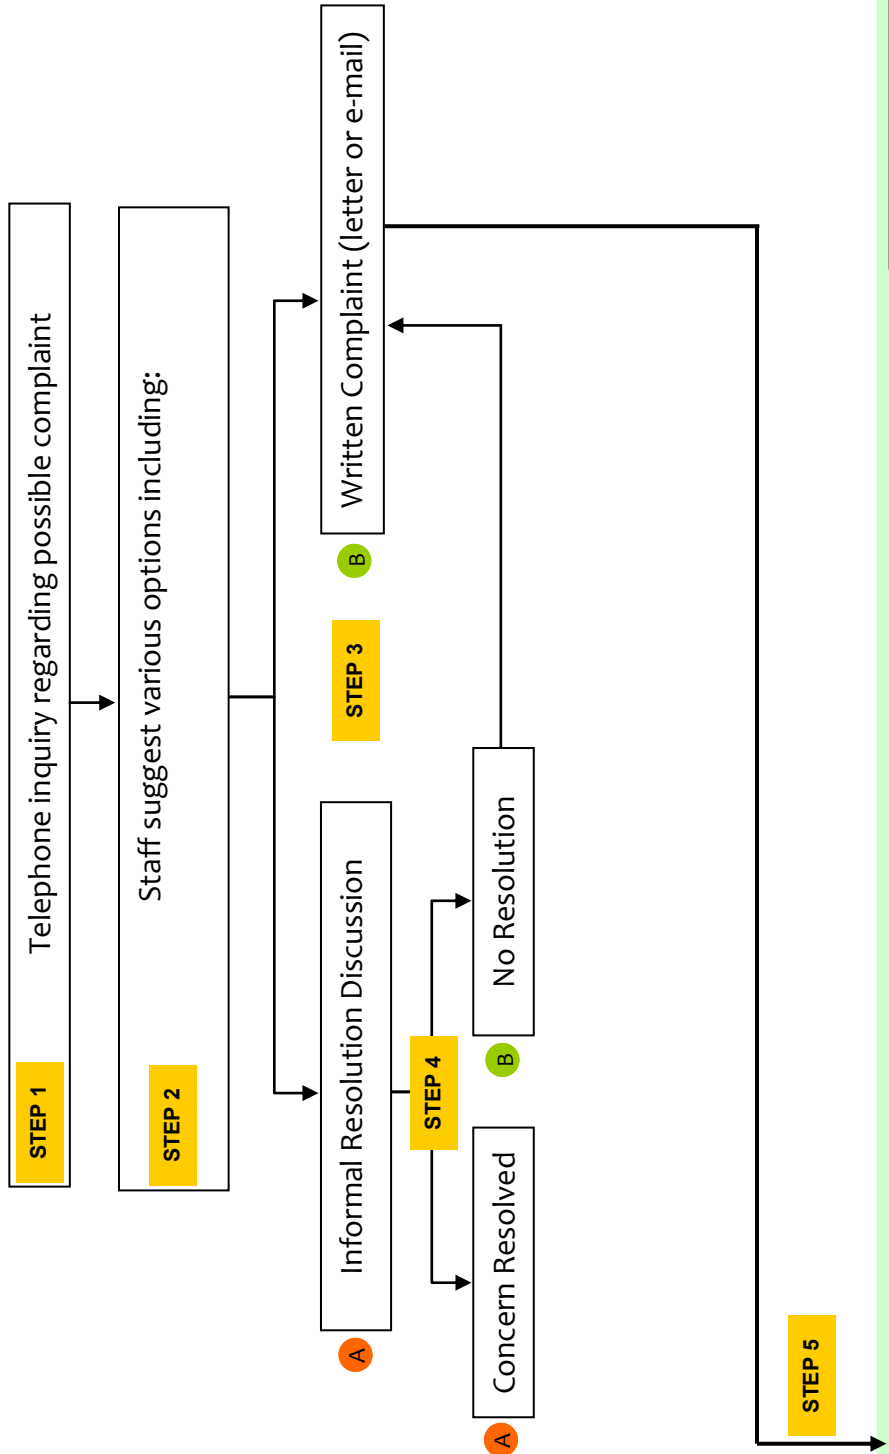 STEP 1
Telephone inquiry regarding possible complaint
STEP 2
Staff suggest various options including:
A
Informal Resolution Discussion
STEP 3
B
Written Complaint (letter or e-mail)
STEP 4
A
Concern Resolved
B
No Resolution
STEP 5